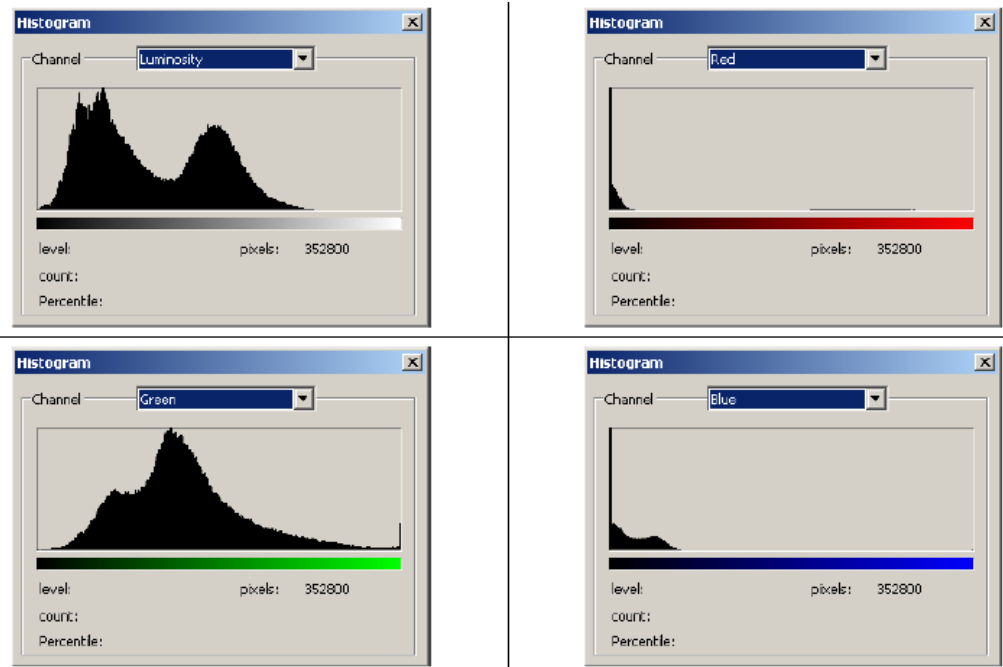 Histogram
Channel Luminosity
level: pixels: 352800
count:
Percentile:
Histogram
Channel Red
level: pixels: 352800
count:
Percentile:
Histogram
Channel Green
level: pixels: 352800
count:
Percentile:
Histogram
Channel Blue
level: pixels: 352800
count:
Percentile: